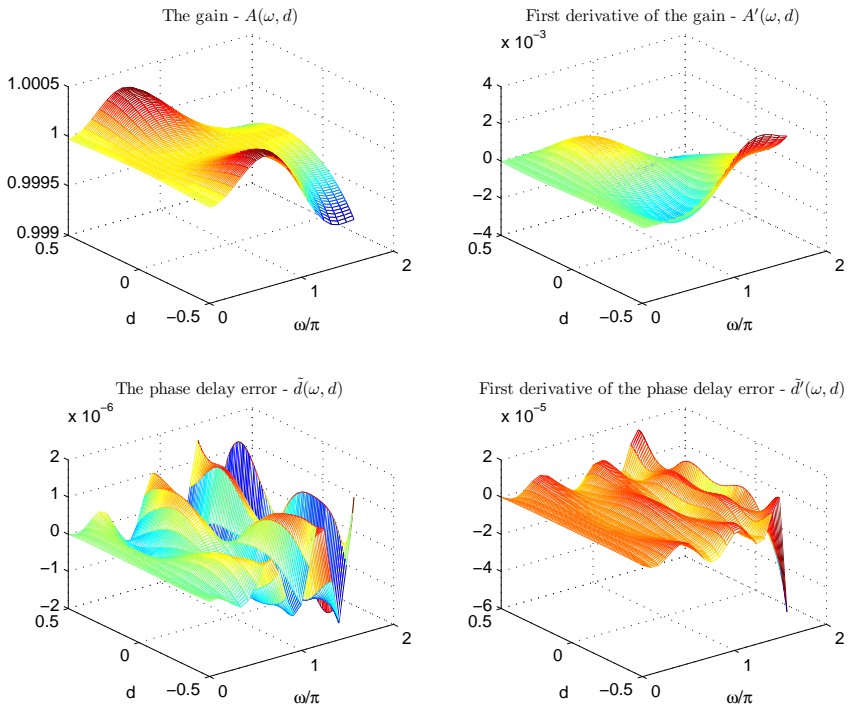 The gain - A(ω, d)
1.0005
1
0.9995
0.999
0.5
0
−0.5
d
0
1
2
ω/π
First derivative of the gain - A′(ω, d)
x 10⁻³
4
2
0
−2
−4
0.5
0
−0.5
d
0
1
2
ω/π
The phase delay error - d̃(ω, d)
x 10⁻⁶
2
1
0
−1
−2
0.5
0
−0.5
d
0
1
2
ω/π
First derivative of the phase delay error - d̃′(ω, d)
x 10⁻⁵
2
0
−2
−4
−6
0.5
0
−0.5
d
0
1
2
ω/π